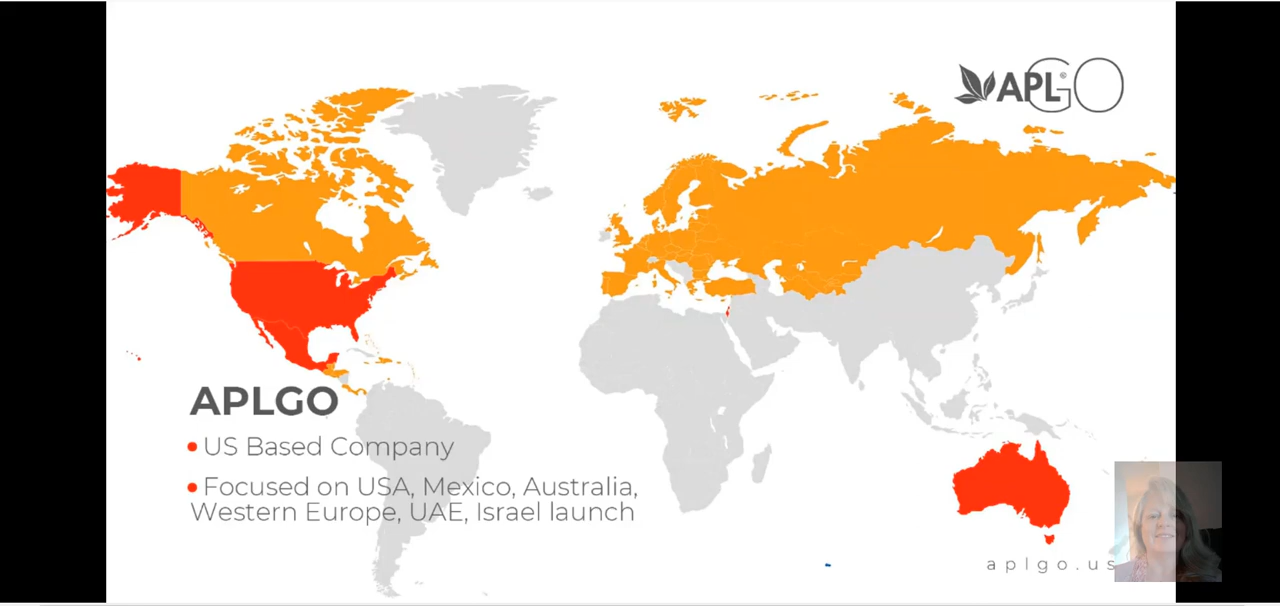 APLGO
APLGO
US Based Company
Focused on USA, Mexico, Australia,
Western Europe, UAE, Israel launch
aplgo.us